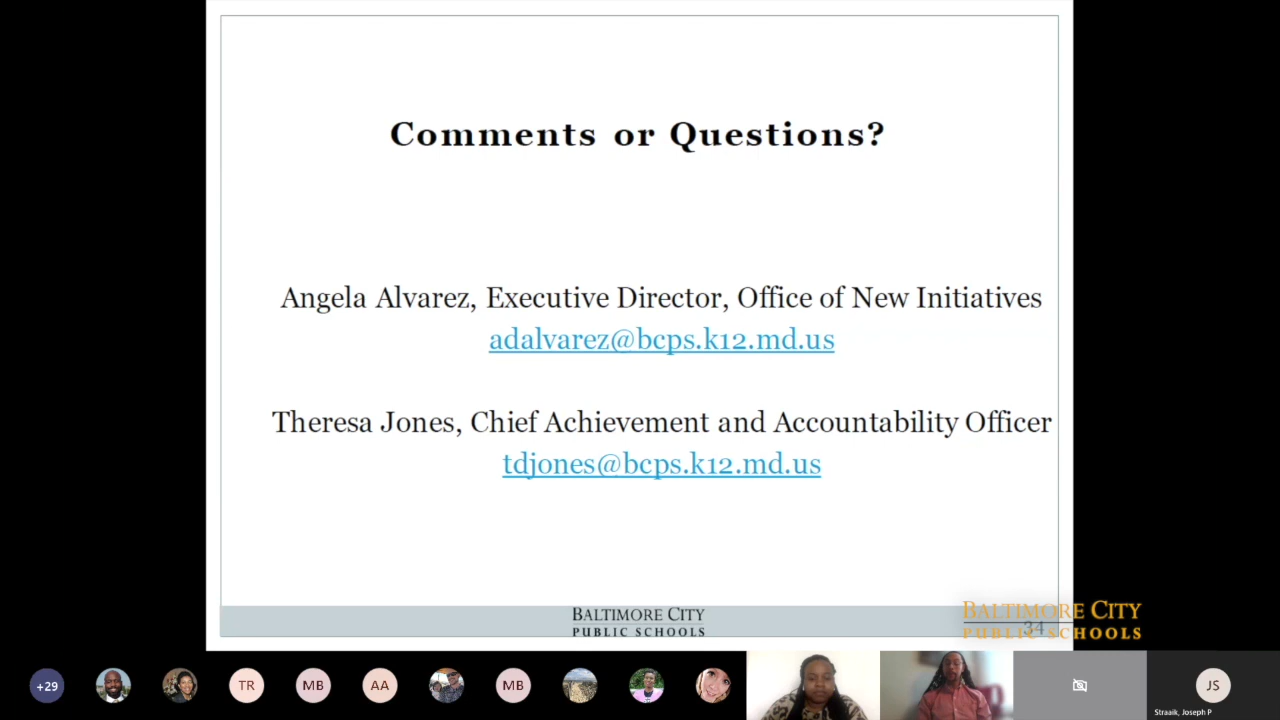 Comments or Questions?
Angela Alvarez, Executive Director, Office of New Initiatives
adalvarez@bcps.k12.md.us
Theresa Jones, Chief Achievement and Accountability Officer
tdjones@bcps.k12.md.us
BALTIMORE CITY
PUBLIC SCHOOLS
BALTIMORE CITY
PUBLIC SCHOOLS
34
+29
TR
MB
AA
MB
JS
Straaik, Joseph P